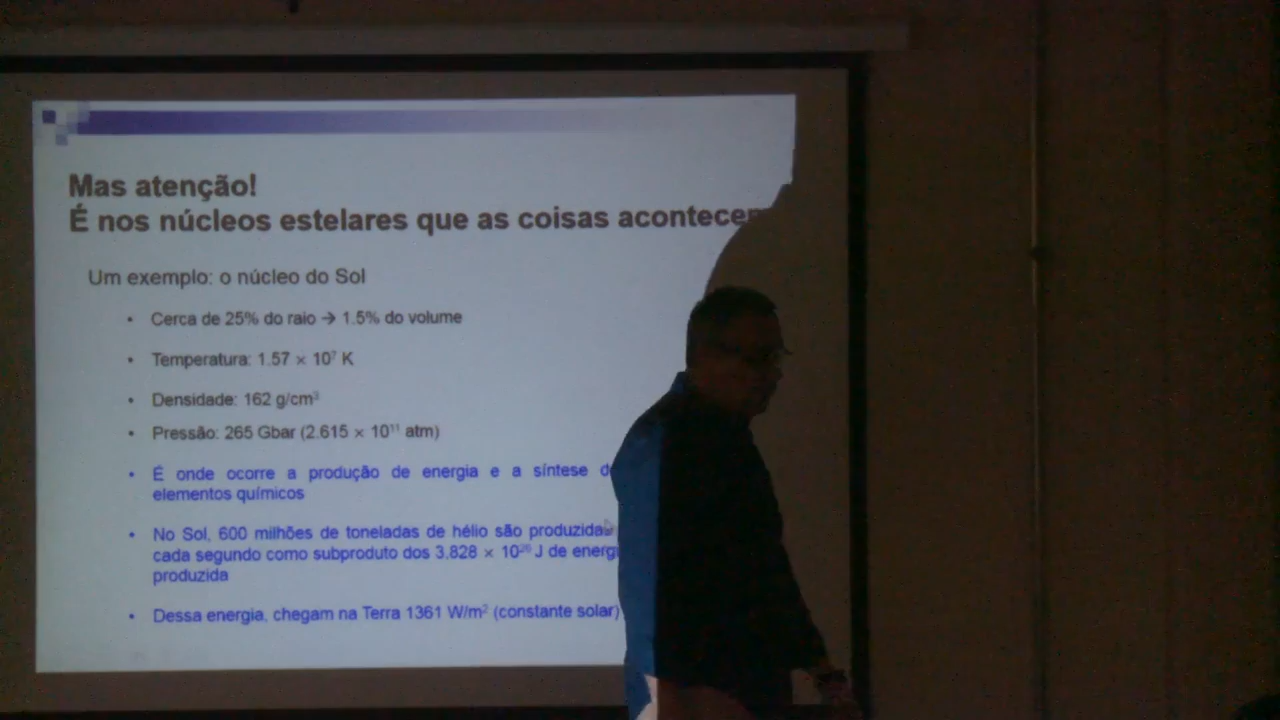 Mas atenção!
É nos núcleos estelares que as coisas acontecem
Um exemplo: o núcleo do Sol
• Cerca de 25% do raio → 1.5% do volume
• Temperatura: 1.57 × 10⁷ K
• Densidade: 162 g/cm³
• Pressão: 265 Gbar (2.615 × 10¹¹ atm)
• É onde ocorre a produção de energia e a síntese d
elementos químicos
• No Sol, 600 milhões de toneladas de hélio são produzidas
cada segundo como subproduto dos 3,828 × 10²⁶ J de energi
produzida
• Dessa energia, chegam na Terra 1361 W/m² (constante solar)